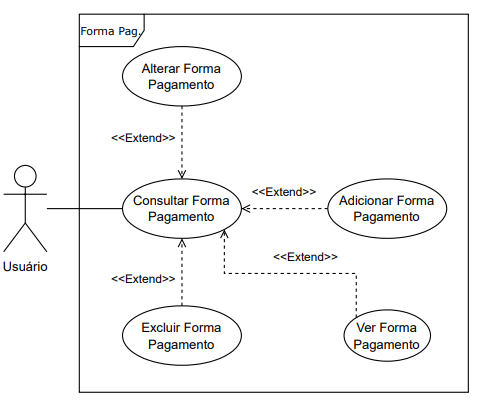 Forma Pag.
Alterar Forma
Pagamento
<<Extend>>
Consultar Forma
Pagamento
<<Extend>>
Adicionar Forma
Pagamento
Usuário
<<Extend>>
<<Extend>>
Excluir Forma
Pagamento
Ver Forma
Pagamento